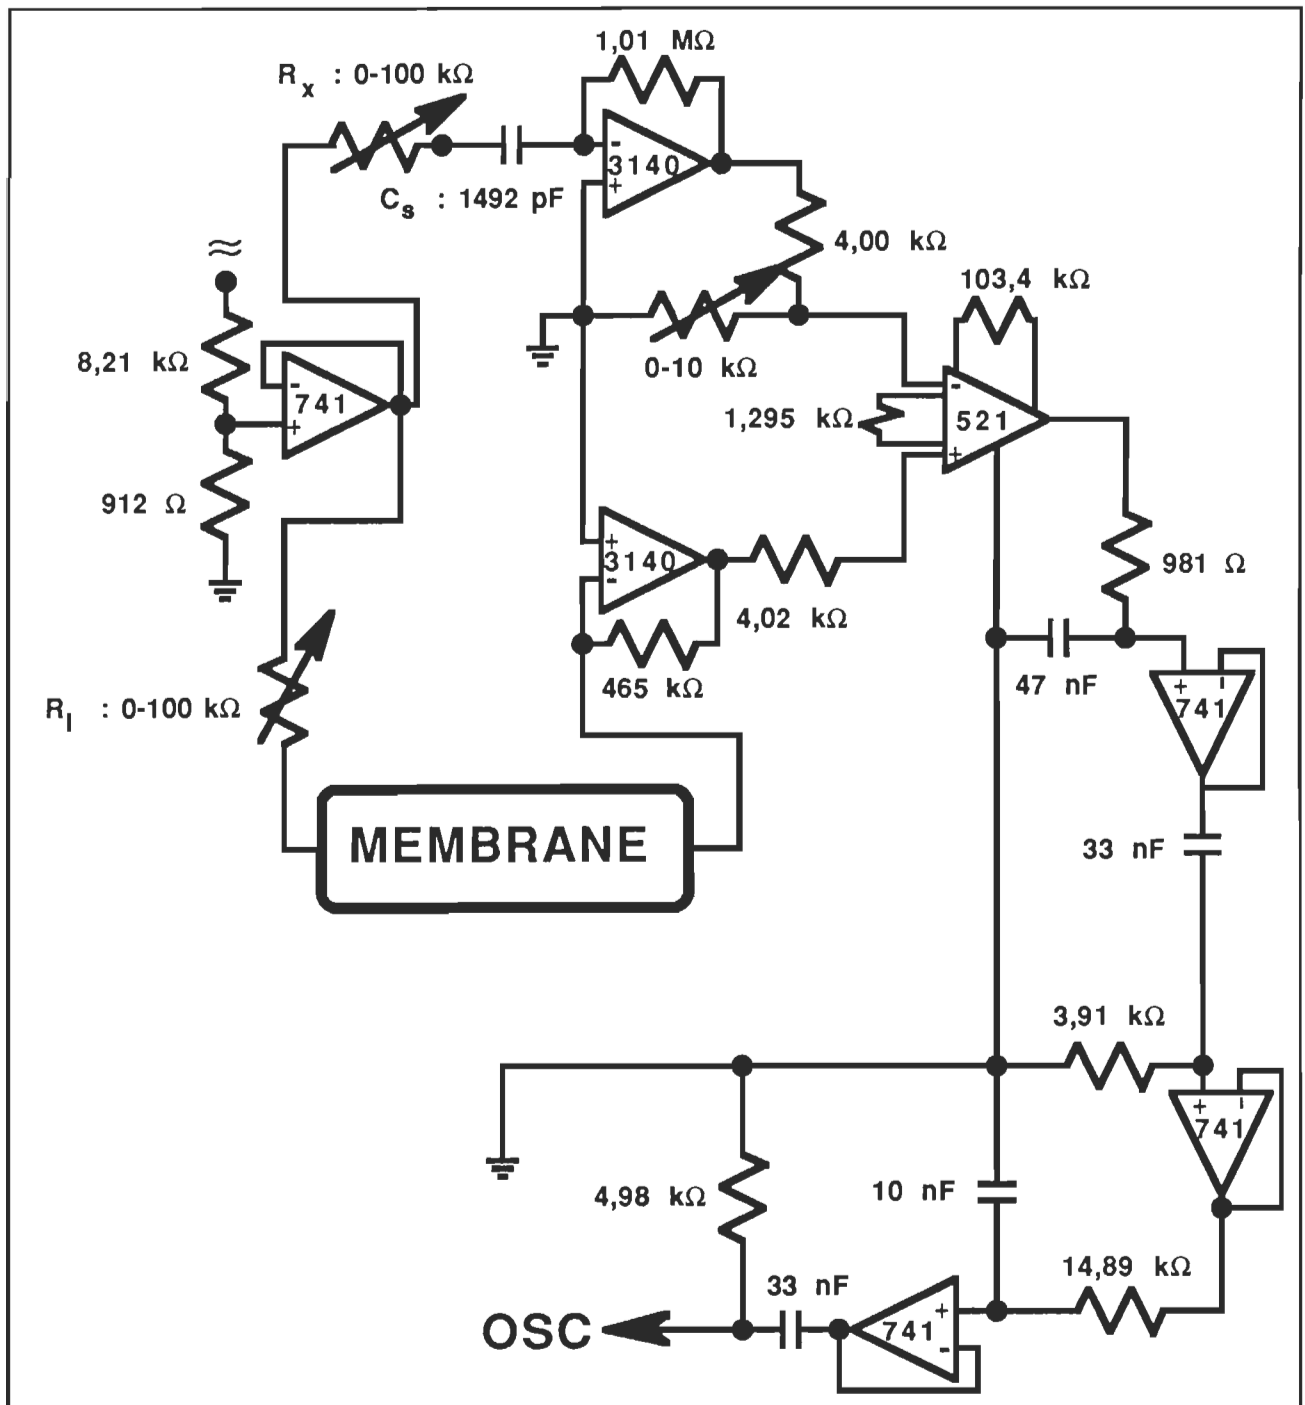 1,01 MΩ
Rx : 0-100 kΩ
-
3140
+
Cs : 1492 pF
≈
4,00 kΩ
103,4 kΩ
8,21 kΩ
0-10 kΩ
-
741
+
-
521
+
1,295 kΩ
912 Ω
+
3140
-
981 Ω
4,02 kΩ
465 kΩ
47 nF
+ -
741
Rl : 0-100 kΩ
MEMBRANE
33 nF
3,91 kΩ
+ -
741
4,98 kΩ
10 nF
14,89 kΩ
33 nF
OSC
+
741
-